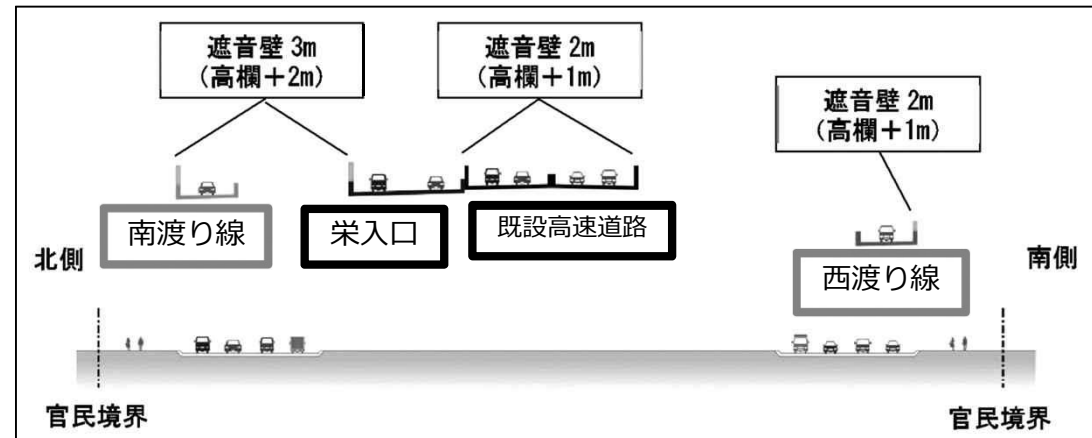 遮音壁 3m
(高欄+2m)
遮音壁 2m
(高欄+1m)
遮音壁 2m
(高欄+1m)
南渡り線
栄入口
既設高速道路
西渡り線
北側
南側
官民境界
官民境界